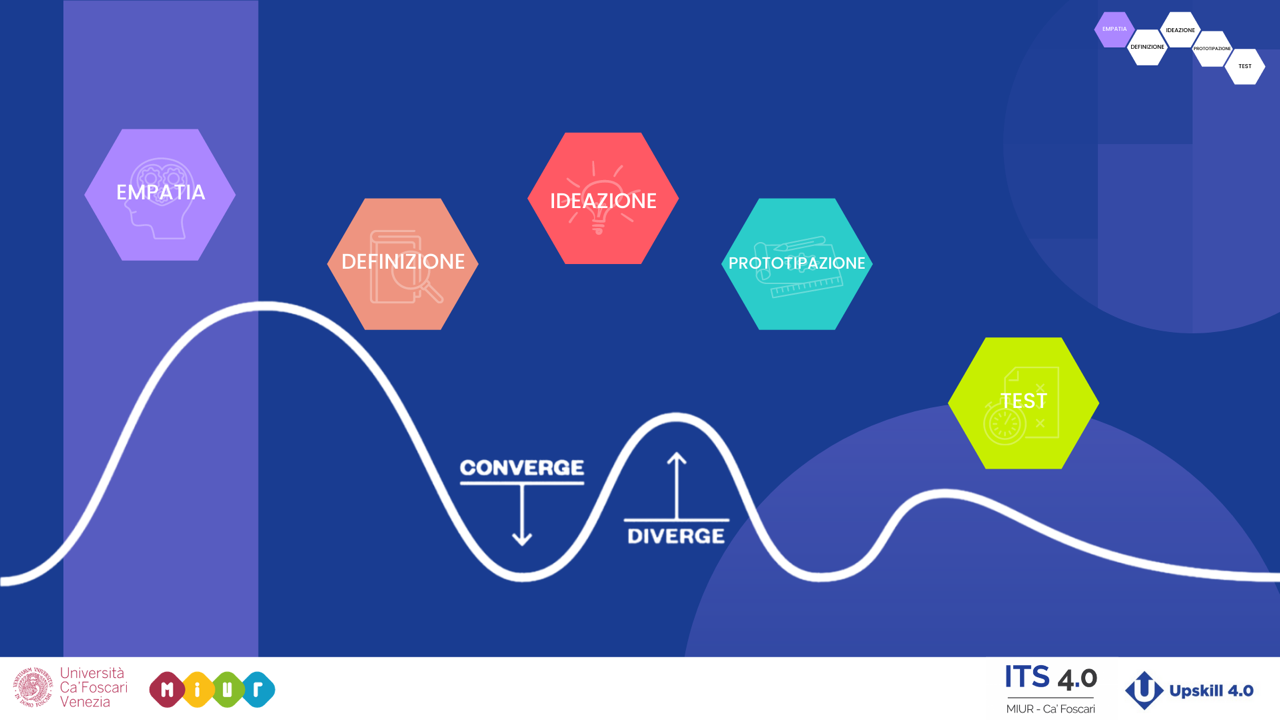 EMPATIA
DEFINIZIONE
IDEAZIONE
PROTOTIPAZIONE
TEST
EMPATIA
DEFINIZIONE
IDEAZIONE
PROTOTIPAZIONE
TEST
CONVERGE
DIVERGE
Università
Ca'Foscari
Venezia
MiUr
ITS 4.0
MIUR - Ca' Foscari
Upskill 4.0